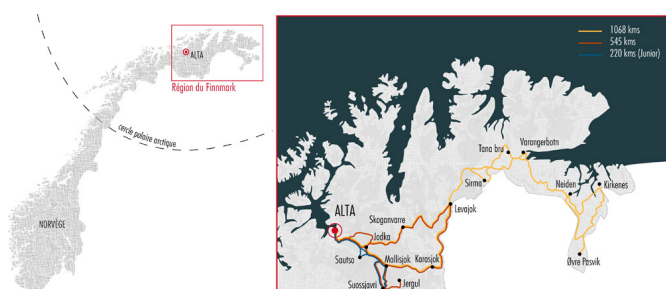 ALTA
Région du Finnmark
cercle polaire arctique
NORVÈGE
1068 kms
545 kms
220 kms (Junior)
Tana bru
Varangerbotn
Sirma
Neiden
Kirkenes
Levajok
Skoganvarre
ALTA
Jodka
Øvre Pasvik
Sautso
Mollisjok
Karasjok
Suossjavri
Jergul